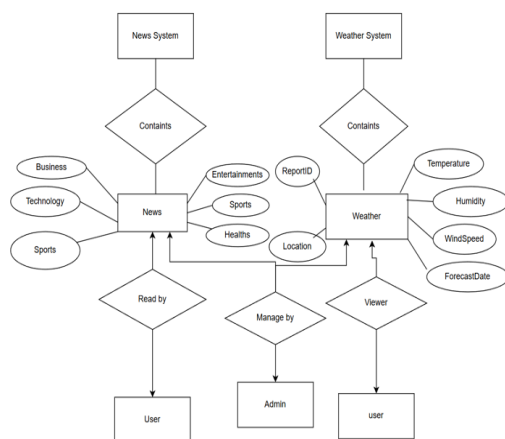 News System
Weather System
Containts
Containts
Business
Entertainments
ReportID
Temperature
Technology
News
Sports
Weather
Humidity
Sports
Healths
Location
WindSpeed
ForecastDate
Read by
Manage by
Viewer
User
Admin
user